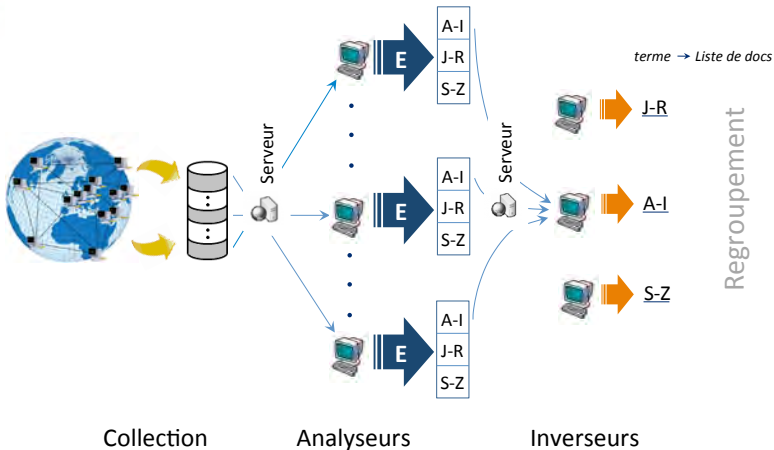 terme → Liste de docs
Serveur
E
A-I
J-R
S-Z
E
A-I
J-R
S-Z
E
A-I
J-R
S-Z
Serveur
J-R
A-I
S-Z
Regroupement
Collection
Analyseurs
Inverseurs